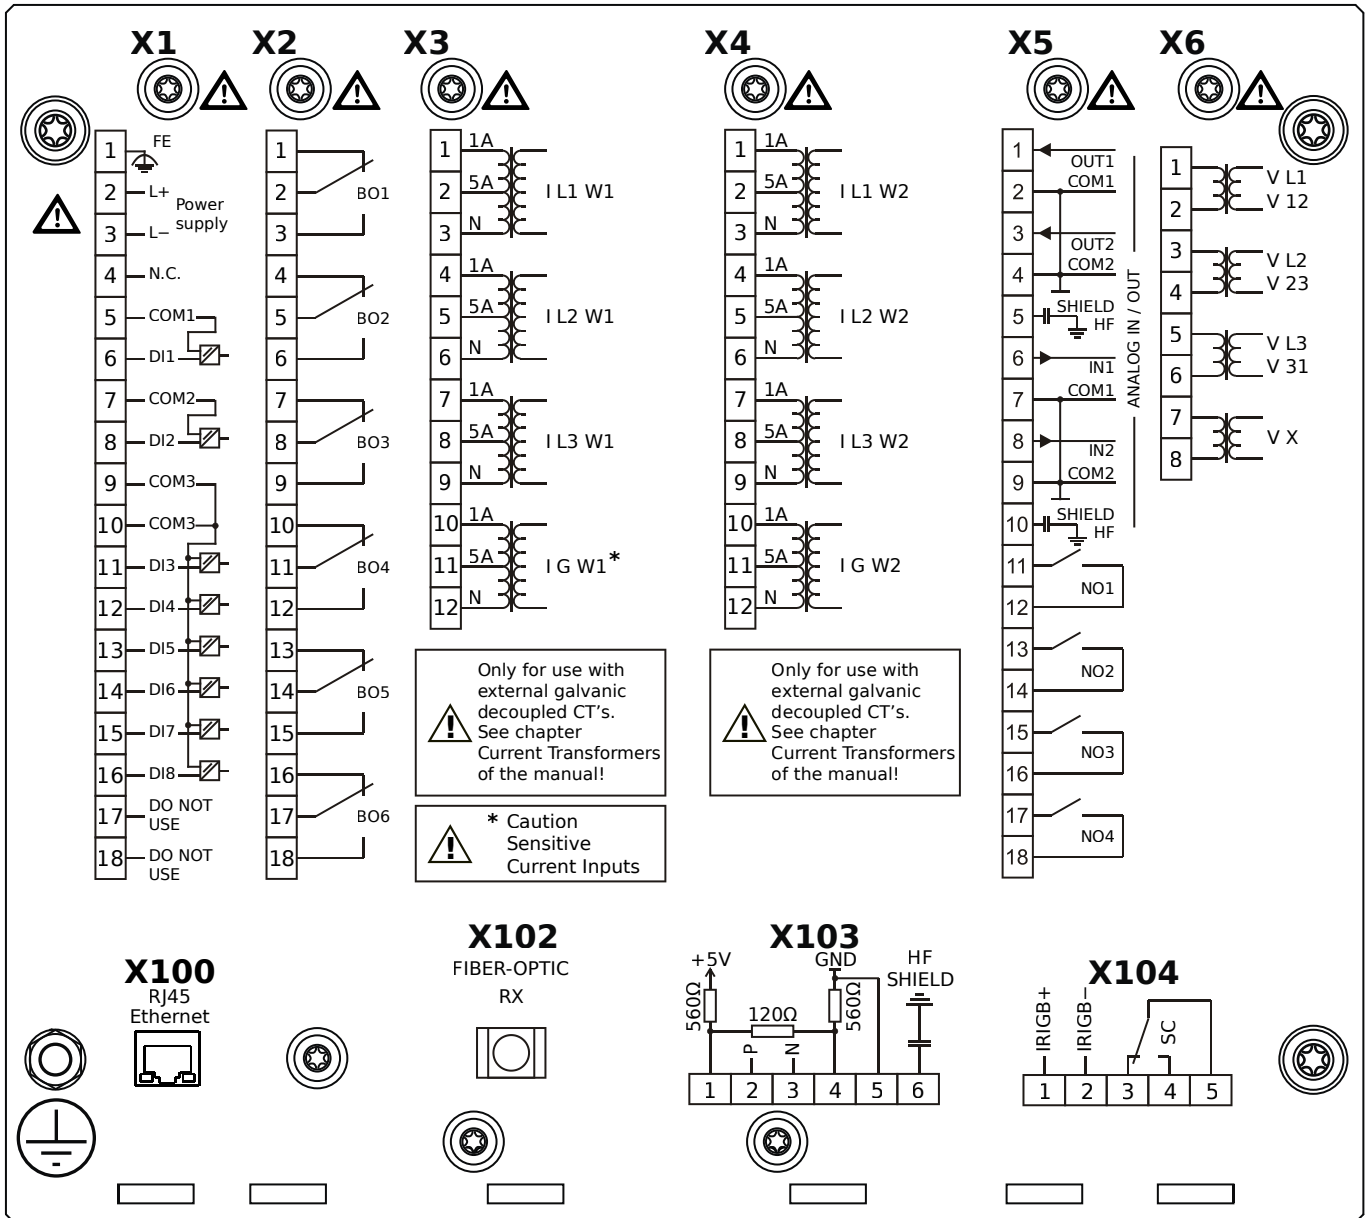 X1
X2
X3
X4
X5
X6
1
FE
2
L+
Power
supply
3
L−
4
N.C.
5
COM1
6
DI1
7
COM2
8
DI2
9
COM3
10
COM3
11
DI3
12
DI4
13
DI5
14
DI6
15
DI7
16
DI8
17
DO NOT
USE
18
DO NOT
USE
1
2
BO1
3
4
5
BO2
6
7
8
BO3
9
10
11
BO4
12
13
14
BO5
15
16
17
BO6
18
1
1A
2
5A
I L1 W1
3
N
4
1A
5
5A
I L2 W1
6
N
7
1A
8
5A
I L3 W1
9
N
10
1A
11
5A
I G W1*
12
N
Only for use with
external galvanic
decoupled CT's.
See chapter
Current Transformers
of the manual!
* Caution
Sensitive
Current Inputs
1
1A
2
5A
I L1 W2
3
N
4
1A
5
5A
I L2 W2
6
N
7
1A
8
5A
I L3 W2
9
N
10
1A
11
5A
I G W2
12
N
Only for use with
external galvanic
decoupled CT's.
See chapter
Current Transformers
of the manual!
1
OUT1
2
COM1
3
OUT2
4
COM2
5
SHIELD
HF
6
IN1
7
COM1
8
IN2
9
COM2
10
SHIELD
HF
ANALOG IN / OUT
11
NO1
12
13
NO2
14
15
NO3
16
17
NO4
18
1
V L1
2
V 12
3
V L2
4
V 23
5
V L3
6
V 31
7
V X
8
X100
RJ45
Ethernet
X102
FIBER-OPTIC
RX
X103
+5V
GND
HF
SHIELD
560Ω
120Ω
560Ω
P
N
1
2
3
4
5
6
X104
IRIGB+
IRIGB−
SC
1
2
3
4
5